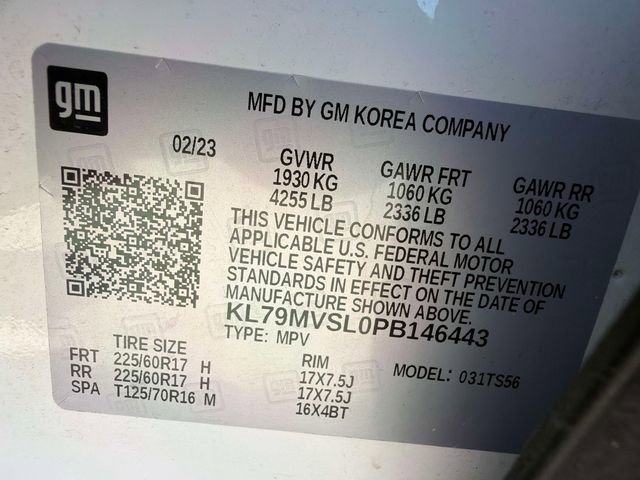 gm
MFD BY GM KOREA COMPANY
02/23
GVWR GAWR FRT GAWR RR
1930 KG 1060 KG 1060 KG
4255 LB 2336 LB 2336 LB
THIS VEHICLE CONFORMS TO ALL
APPLICABLE U.S. FEDERAL MOTOR
VEHICLE SAFETY AND THEFT PREVENTION
STANDARDS IN EFFECT ON THE DATE OF
MANUFACTURE SHOWN ABOVE.
KL79MVSL0PB146443
TYPE: MPV
TIRE SIZE RIM MODEL: 031TS56
FRT 225/60R17 H 17X7.5J
RR 225/60R17 H 17X7.5J
SPA T125/70R16 M 16X4BT